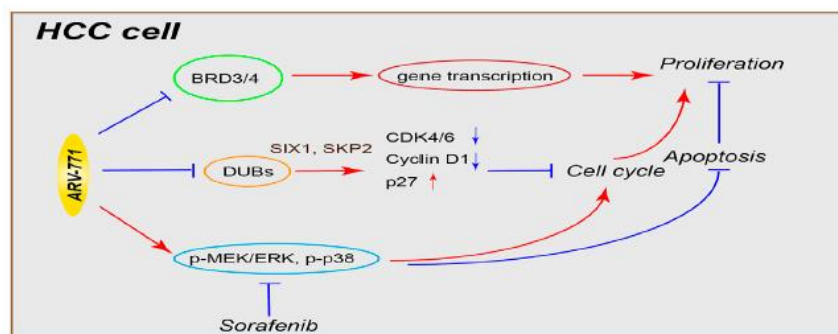 HCC cell
BRD3/4
gene transcription
Proliferation
ARV-771
DUBs
SIX1, SKP2
CDK4/6 ↓
Cyclin D1 ↓
p27 ↑
Cell cycle
Apoptosis
p-MEK/ERK, p-p38
Sorafenib